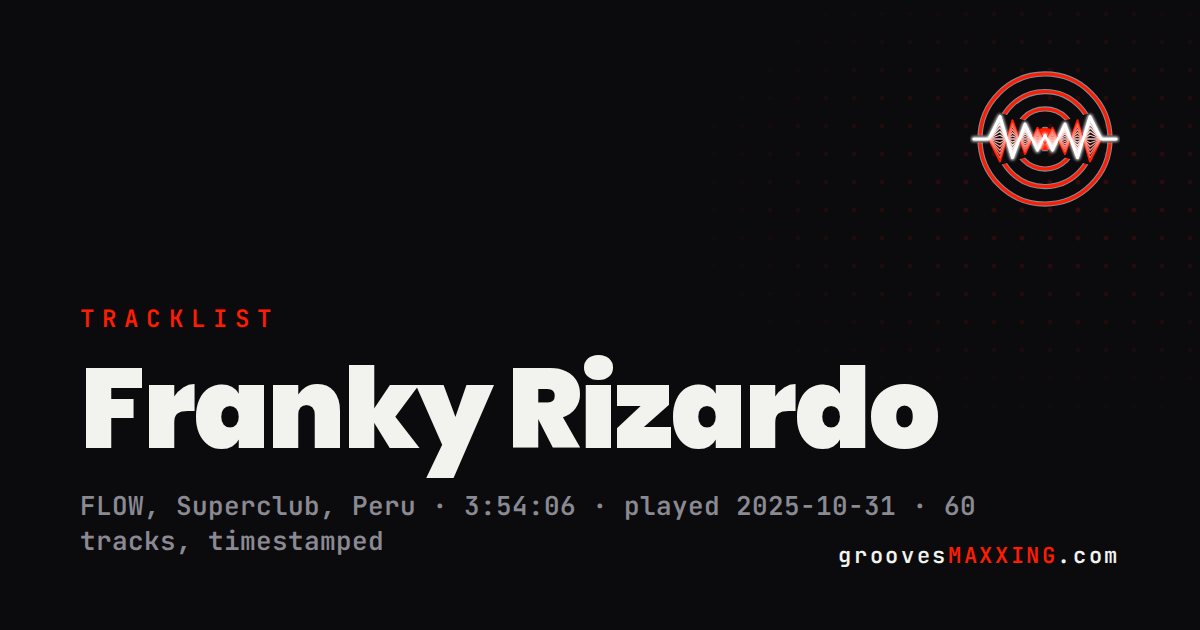 TRACKLIST
Franky Rizardo
FLOW, Superclub, Peru · 3:54:06 · played 2025-10-31 · 60
tracks, timestamped
groovesMAXXING.com